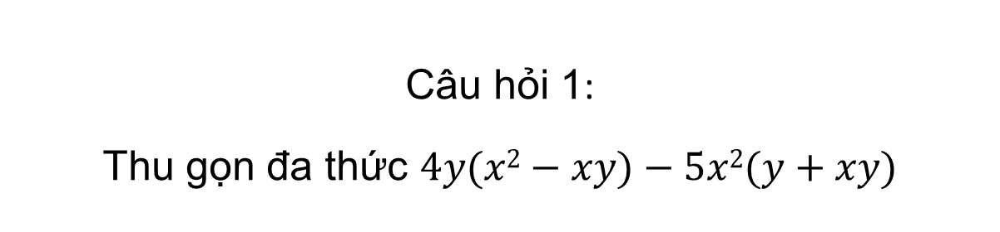 Câu hỏi 1:
Thu gọn đa thức 4y(x² − xy) − 5x²(y + xy)